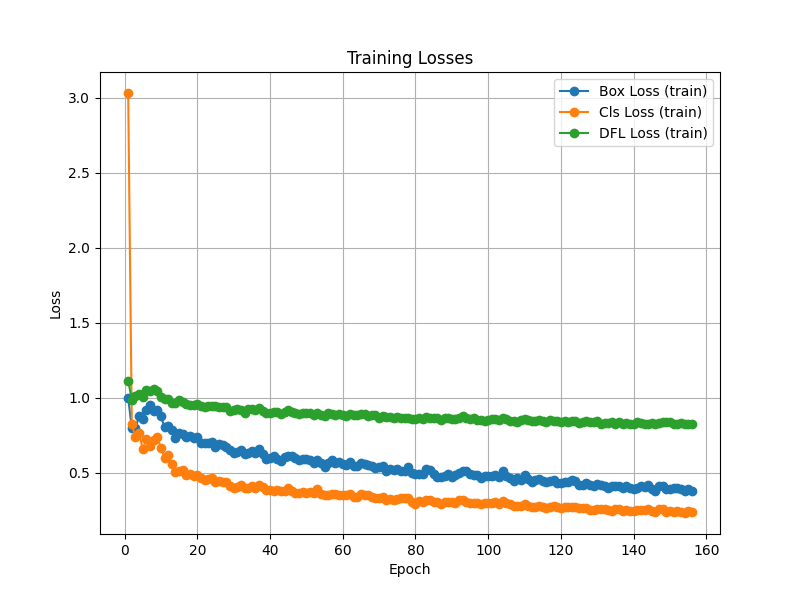 Training Losses
Box Loss (train)
Cls Loss (train)
DFL Loss (train)
3.0
2.5
2.0
1.5
1.0
0.5
Loss
0 20 40 60 80 100 120 140 160
Epoch